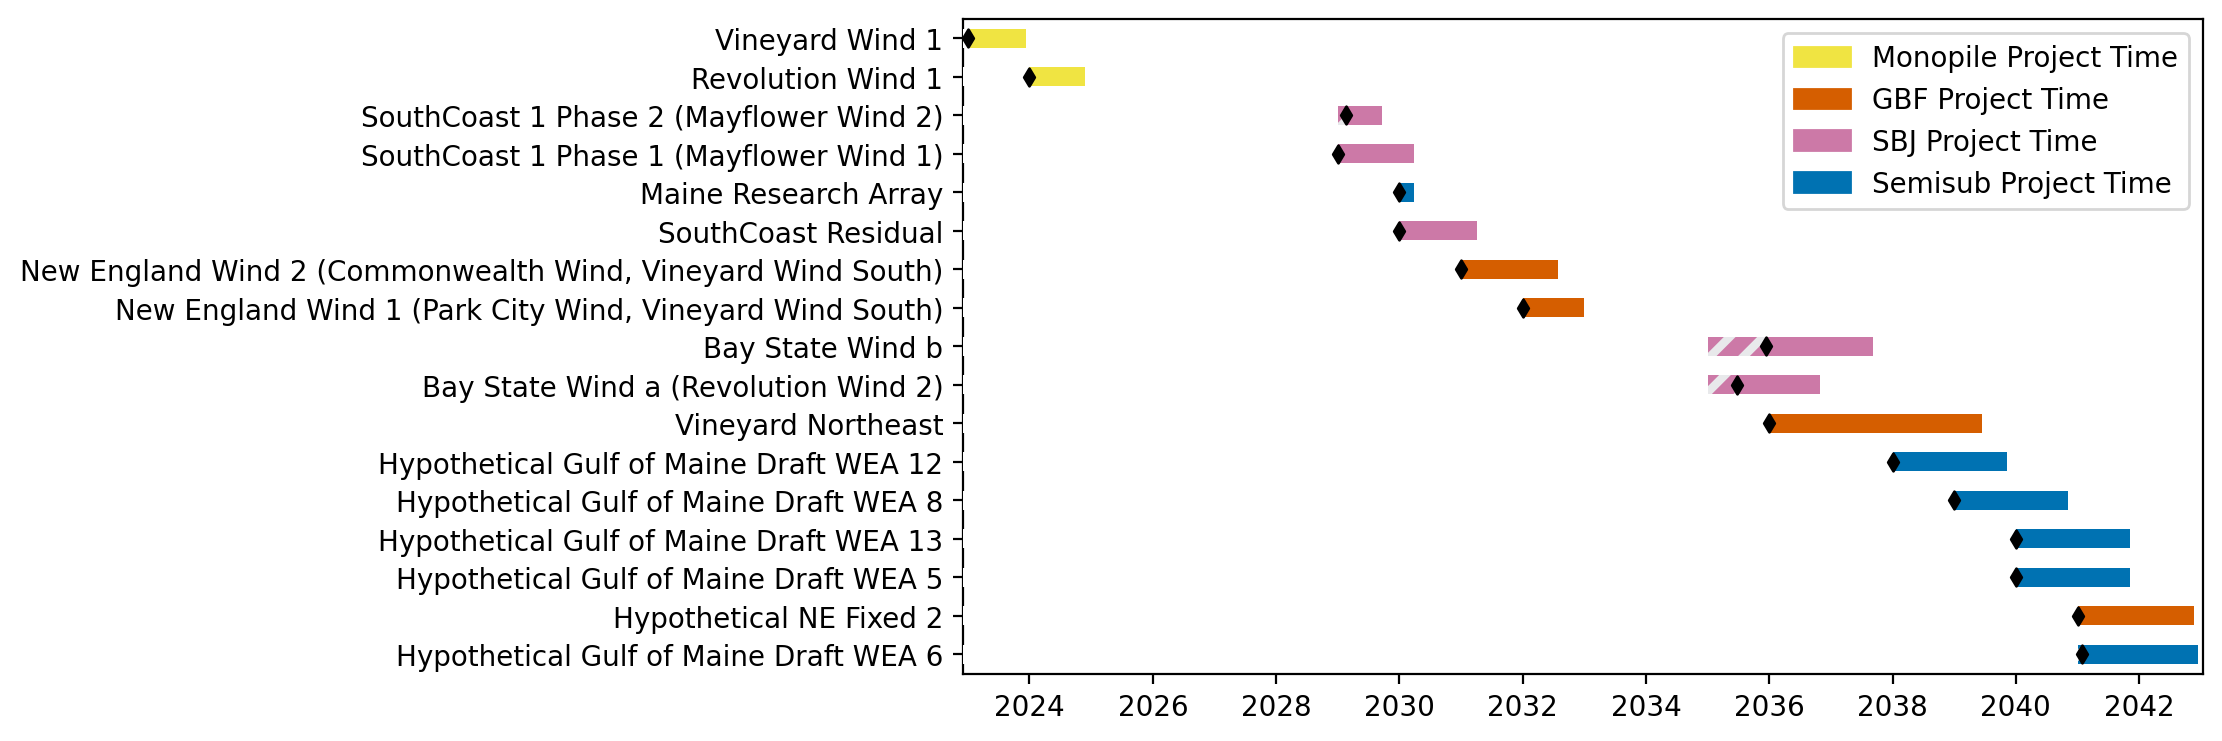 Vineyard Wind 1
Revolution Wind 1
SouthCoast 1 Phase 2 (Mayflower Wind 2)
SouthCoast 1 Phase 1 (Mayflower Wind 1)
Maine Research Array
SouthCoast Residual
New England Wind 2 (Commonwealth Wind, Vineyard Wind South)
New England Wind 1 (Park City Wind, Vineyard Wind South)
Bay State Wind b
Bay State Wind a (Revolution Wind 2)
Vineyard Northeast
Hypothetical Gulf of Maine Draft WEA 12
Hypothetical Gulf of Maine Draft WEA 8
Hypothetical Gulf of Maine Draft WEA 13
Hypothetical Gulf of Maine Draft WEA 5
Hypothetical NE Fixed 2
Hypothetical Gulf of Maine Draft WEA 6
Monopile Project Time
GBF Project Time
SBJ Project Time
Semisub Project Time
2024 2026 2028 2030 2032 2034 2036 2038 2040 2042